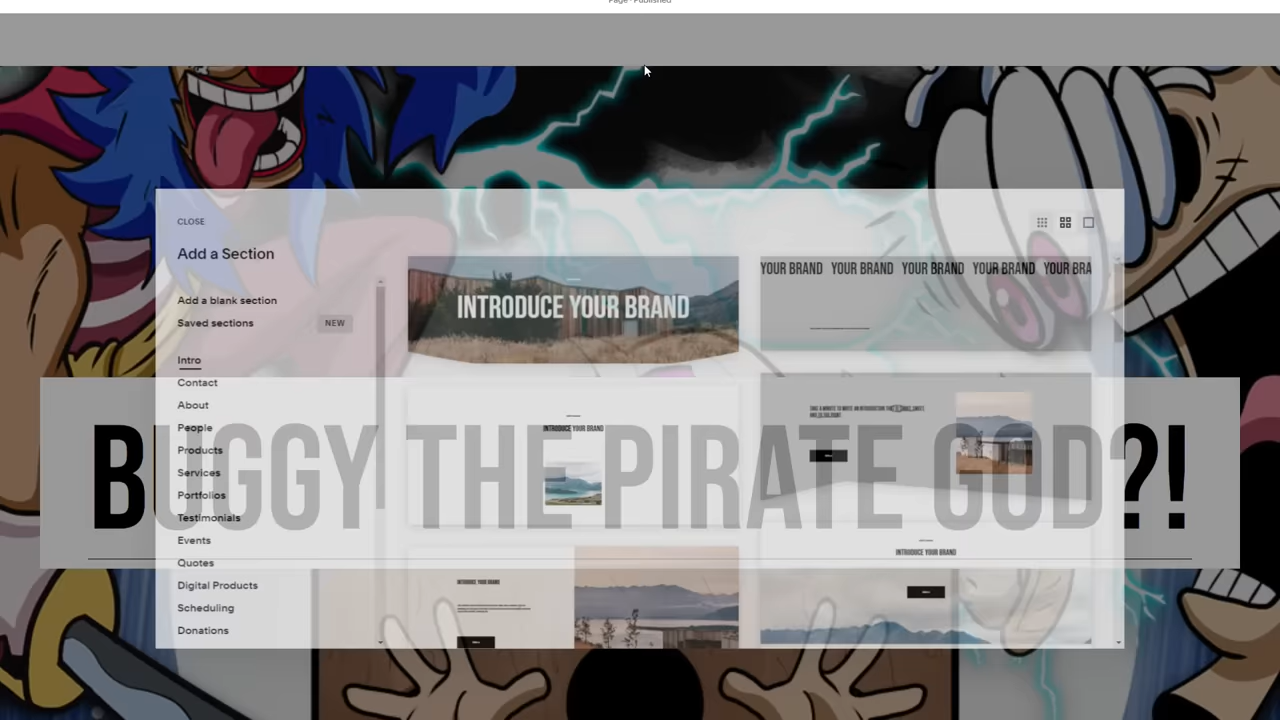 Page · Published
CLOSE
Add a Section
Add a blank section
Saved sections NEW
Intro
Contact
About
People
Products
Services
Portfolios
Testimonials
Events
Quotes
Digital Products
Scheduling
Donations
INTRODUCE YOUR BRAND
YOUR BRAND YOUR BRAND YOUR BRAND YOUR BRAND YOUR BRA
INTRODUCE YOUR BRAND
INTRODUCE YOUR BRAND
INTRODUCE YOUR BRAND
BUGGY THE PIRATE GOD?!